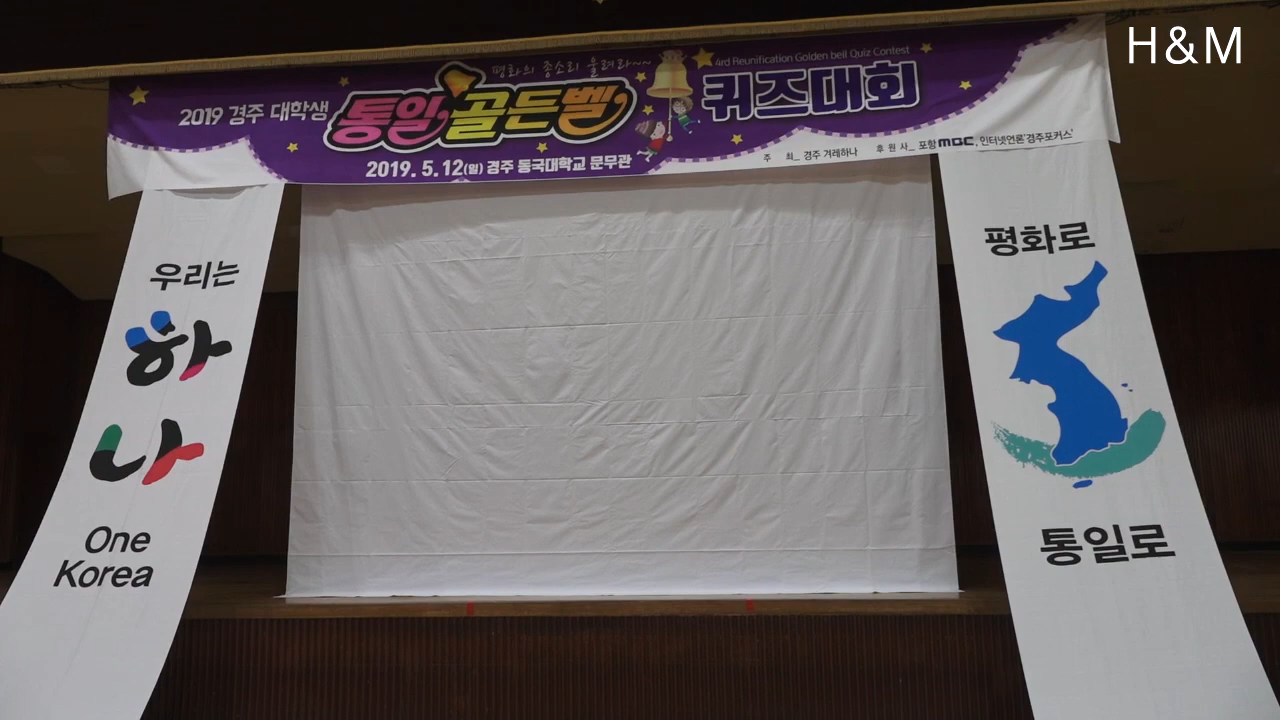 H&M
평화의 종소리 울려라~~
4rd Reunification Golden bell Quiz Contest
2019 경주 대학생 통일 골든벨 퀴즈대회
2019. 5. 12(일) 경주 동국대학교 문무관
주 최_ 경주 겨레하나 후 원 사_ 포항mbc, 인터넷언론'경주포커스'
우리는
하
나
One
Korea
평화로
통일로